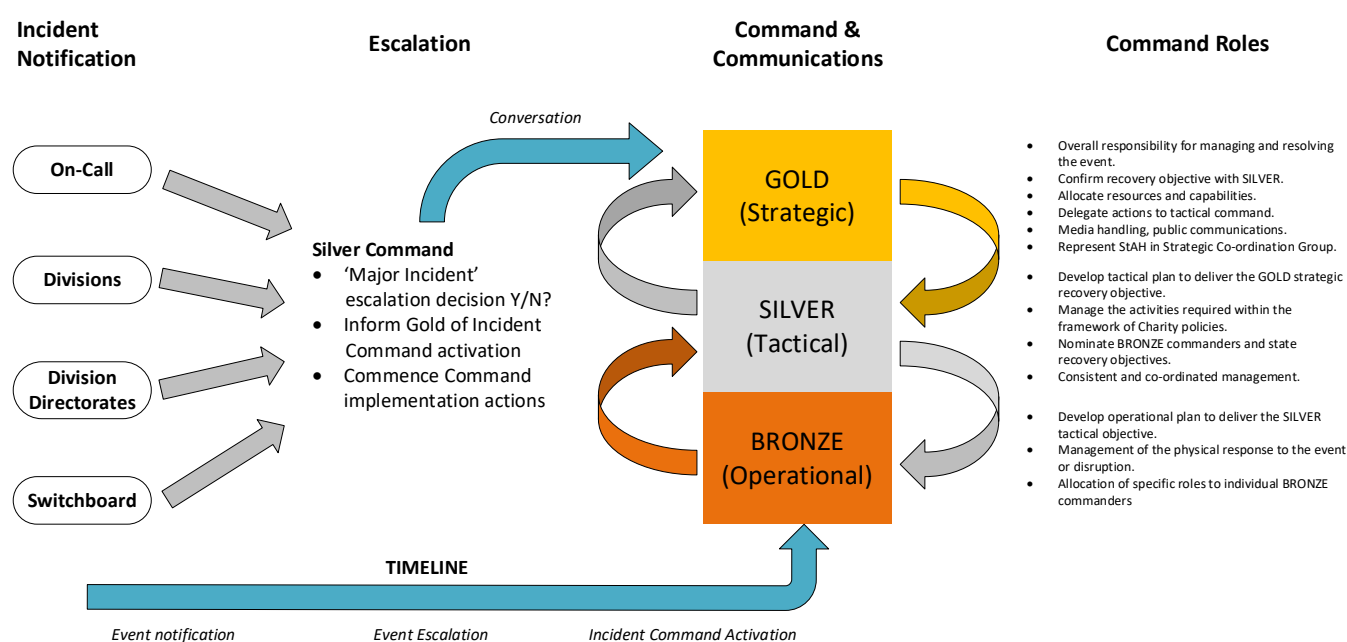 Incident
Notification
Escalation
Command &
Communications
Command Roles
Conversation
On-Call
Divisions
Division
Directorates
Switchboard
Silver Command
• ‘Major Incident’
escalation decision Y/N?
• Inform Gold of Incident
Command activation
• Commence Command
implementation actions
GOLD
(Strategic)
SILVER
(Tactical)
BRONZE
(Operational)
• Overall responsibility for managing and resolving
the event.
• Confirm recovery objective with SILVER.
• Allocate resources and capabilities.
• Delegate actions to tactical command.
• Media handling, public communications.
• Represent StAH in Strategic Co-ordination Group.
• Develop tactical plan to deliver the GOLD strategic
recovery objective.
• Manage the activities required within the
framework of Charity policies.
• Nominate BRONZE commanders and state
recovery objectives.
• Consistent and co-ordinated management.
• Develop operational plan to deliver the SILVER
tactical objective.
• Management of the physical response to the event
or disruption.
• Allocation of specific roles to individual BRONZE
commanders
TIMELINE
Event notification
Event Escalation
Incident Command Activation